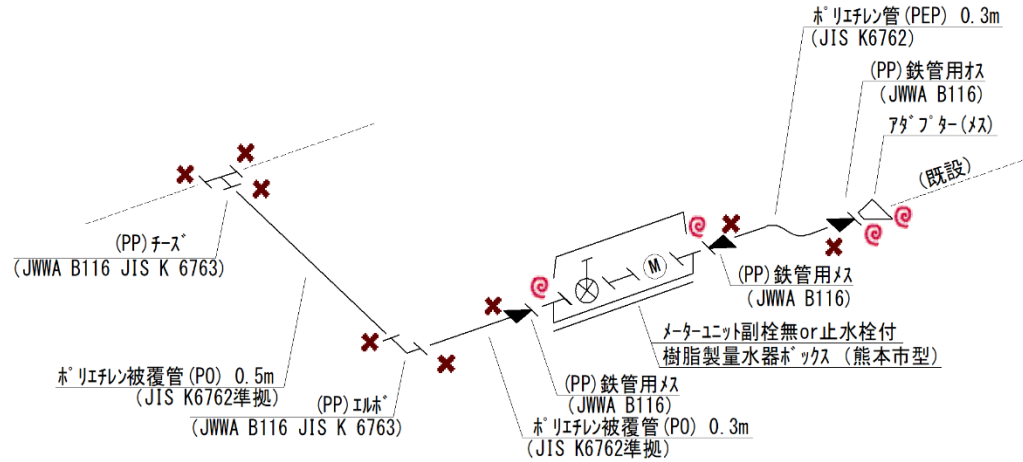 ﾎﾟﾘｴﾁﾚﾝ管(PEP) 0.3m
(JIS K6762)
(PP)鉄管用ｵｽ
(JWWA B116)
ｱﾀﾞﾌﾟﾀｰ(ﾒｽ)
(既設)
(PP)ﾁｰｽﾞ
(JWWA B116 JIS K 6763)
M
(PP)鉄管用ﾒｽ
(JWWA B116)
ﾒｰﾀｰﾕﾆｯﾄ副栓無or止水栓付
樹脂製量水器ﾎﾞｯｸｽ (熊本市型)
ﾎﾟﾘｴﾁﾚﾝ被覆管(PO) 0.5m
(JIS K6762準拠)
(PP)ｴﾙﾎﾞ
(JWWA B116 JIS K 6763)
(PP)鉄管用ﾒｽ
(JWWA B116)
ﾎﾟﾘｴﾁﾚﾝ被覆管(PO) 0.3m
(JIS K6762準拠)